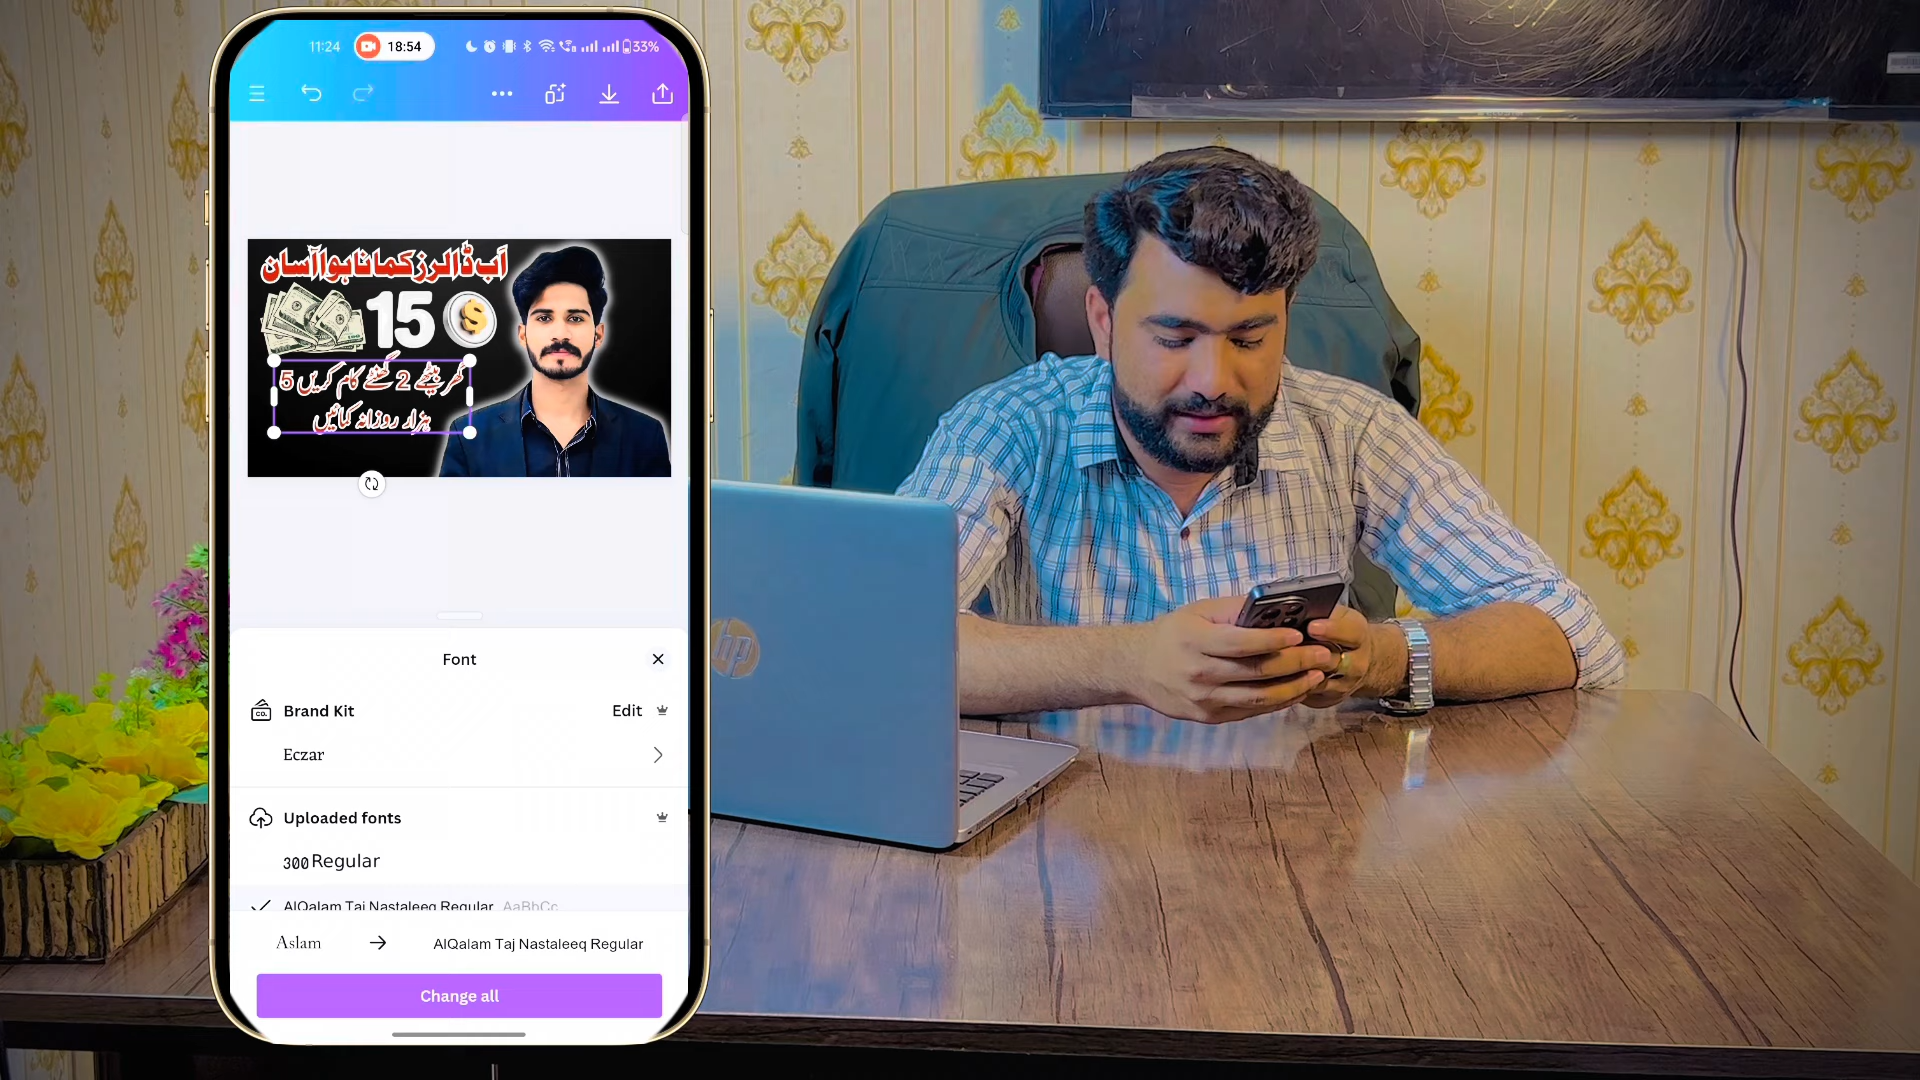 11:24 18:54 33%
اَب ڈالرز کمانا ہوا آسان
15 $
گھر بیٹھے 2 گھنٹے کام کریں 5
ہزار روزانہ کمائیں
Font
CO. Brand Kit Edit
Eczar
Uploaded fonts
300 Regular
AlQalam Taj Nastaleeq Regular AaBbCc
Aslam → AlQalam Taj Nastaleeq Regular
Change all
hp